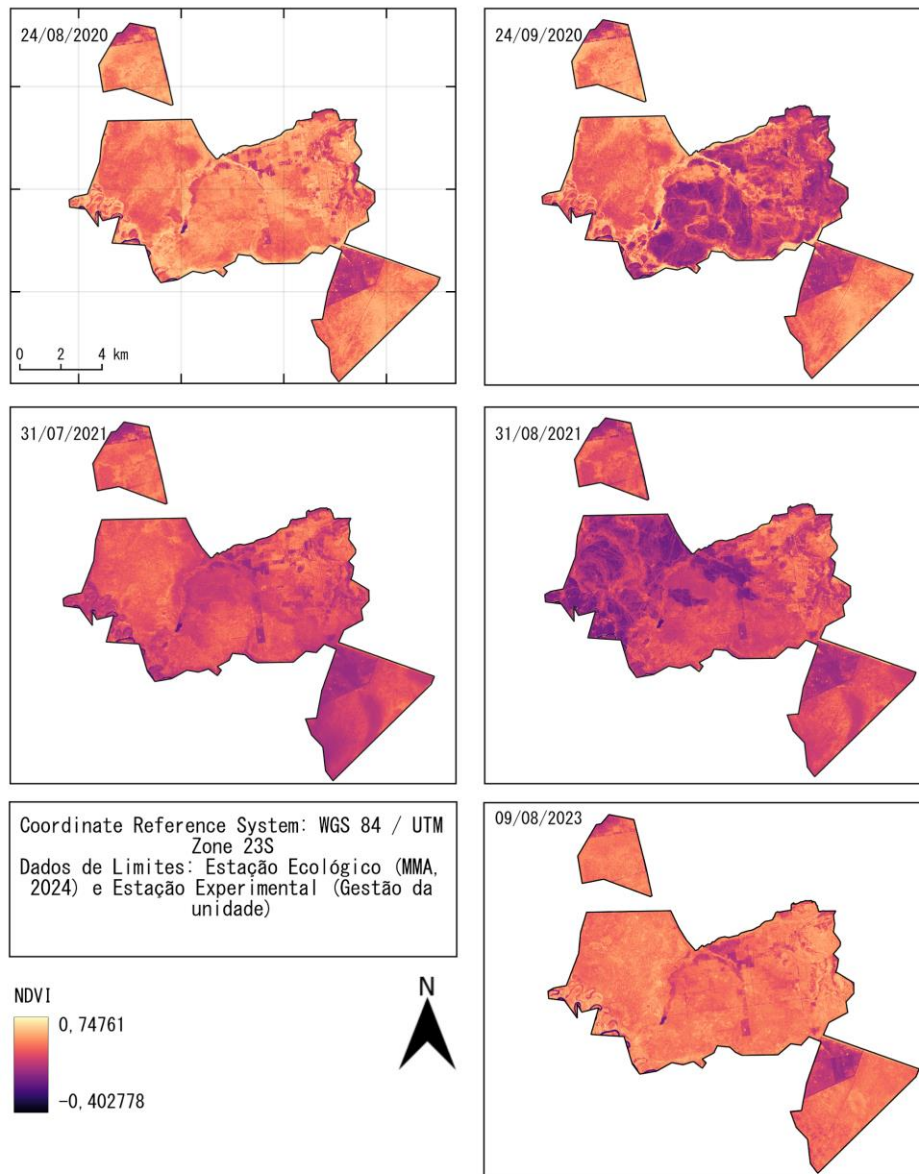 24/08/2020
24/09/2020
0 2 4 km
31/07/2021
31/08/2021
Coordinate Reference System: WGS 84 / UTM
Zone 23S
Dados de Limites: Estação Ecológico (MMA,
2024) e Estação Experimental (Gestão da
unidade)
09/08/2023
NDVI
0,74761
-0,402778
N